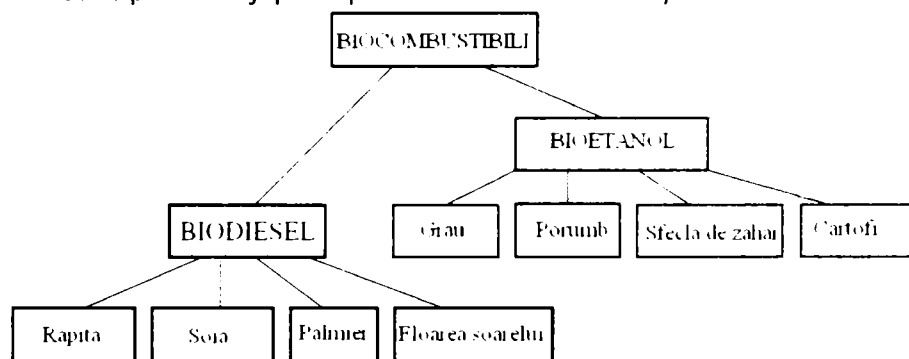 BIOCOMBUSTIBILI
BIOETANOL
Grau
Porumb
Sfecla de zahar
Cartofi
BIODIESEL
Rapita
Soia
Palmier
Floarea soarelui